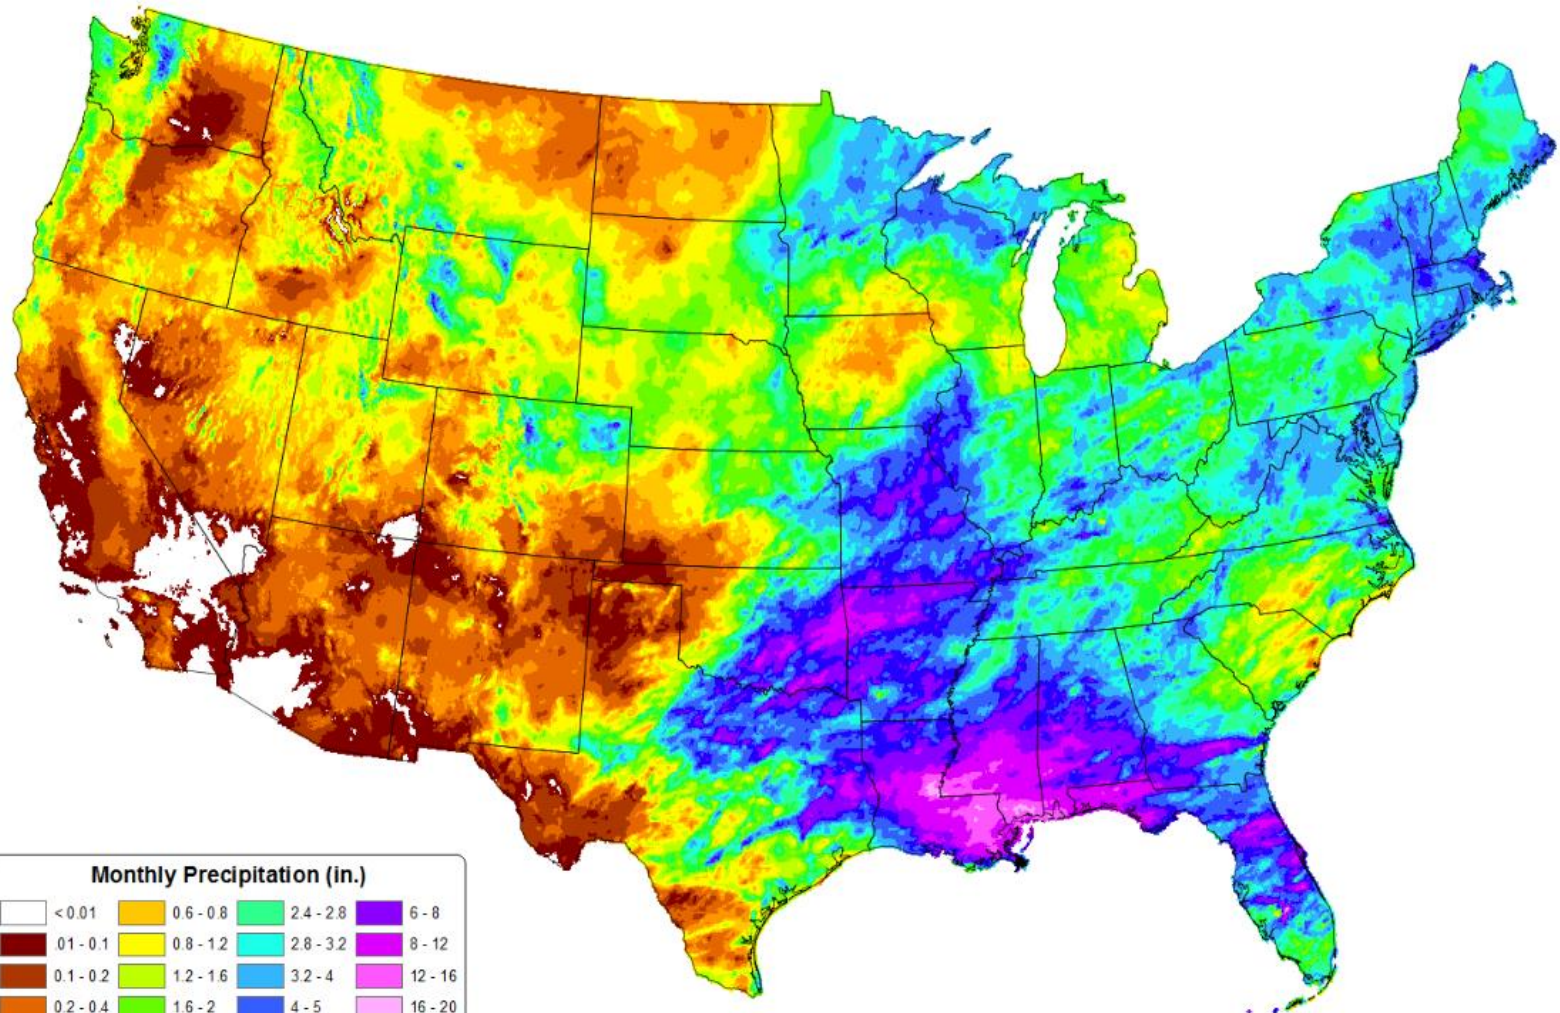 Monthly Precipitation (in.)
< 0.01 0.6 - 0.8 2.4 - 2.8 6 - 8
.01 - 0.1 0.8 - 1.2 2.8 - 3.2 8 - 12
0.1 - 0.2 1.2 - 1.6 3.2 - 4 12 - 16
0.2 - 0.4 1.6 - 2 4 - 5 16 - 20